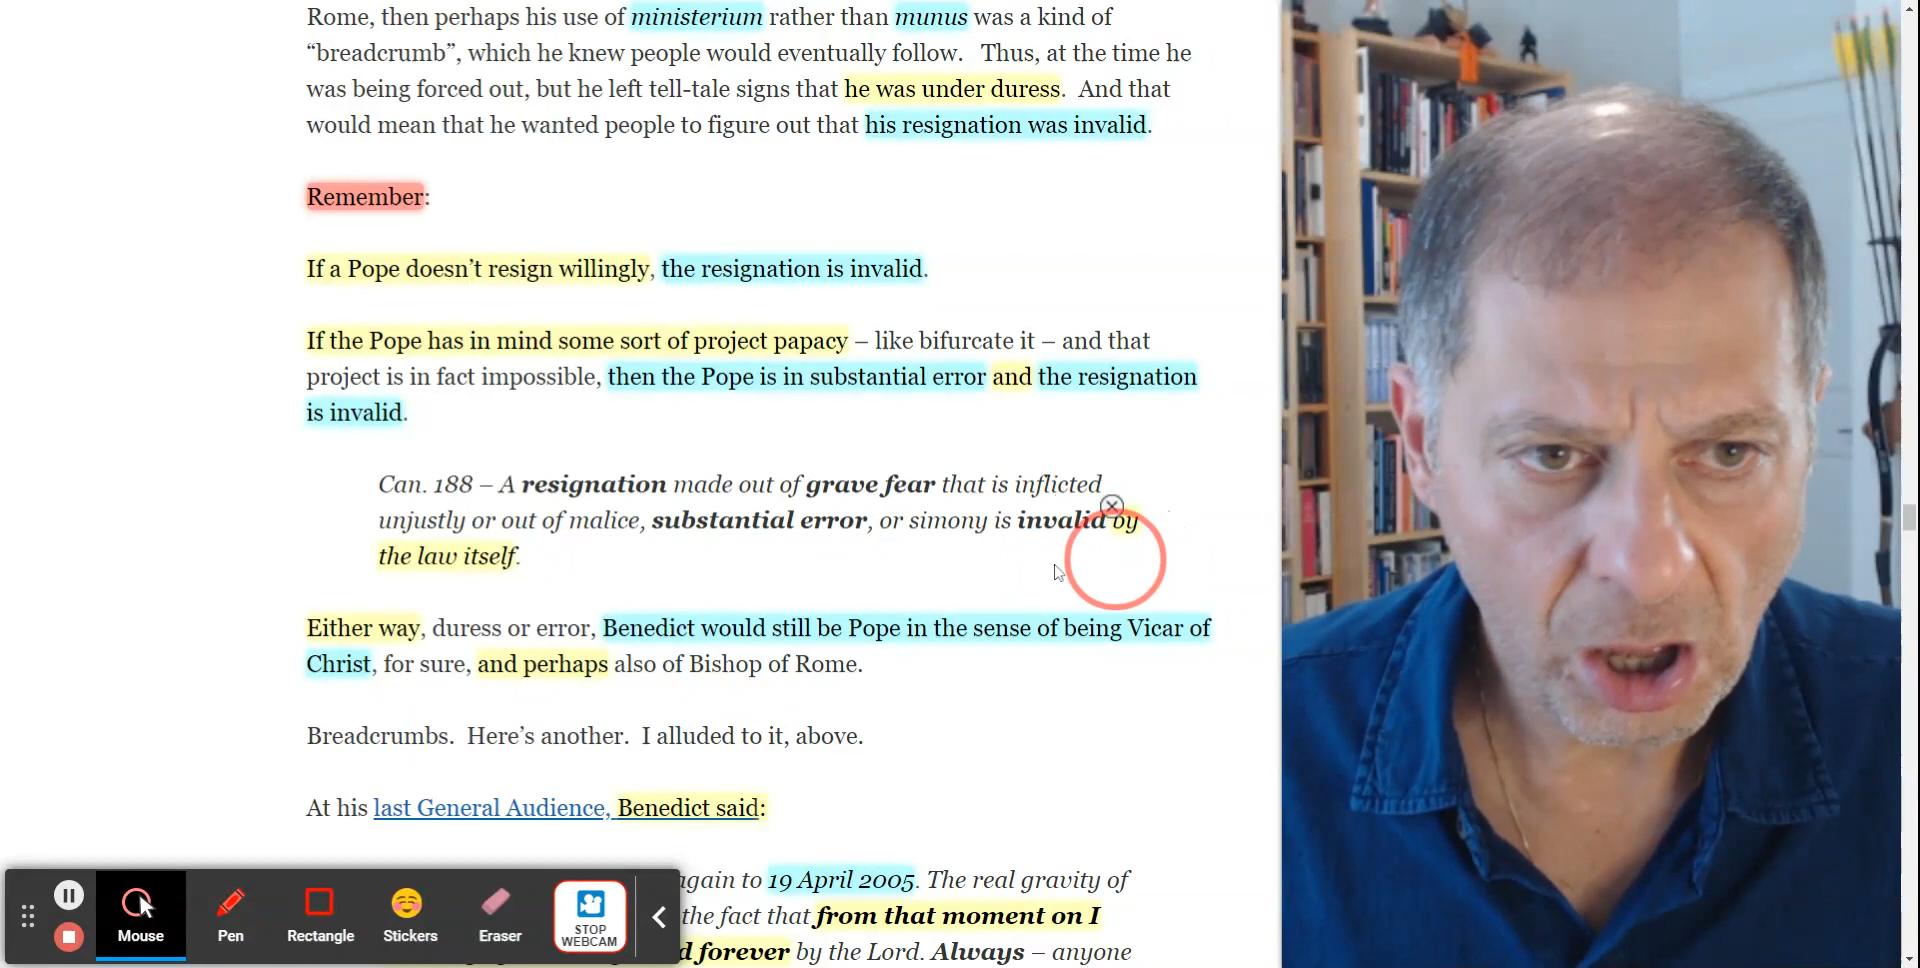 Rome, then perhaps his use of ministerium rather than munus was a kind of
“breadcrumb”, which he knew people would eventually follow. Thus, at the time he
was being forced out, but he left tell-tale signs that he was under duress. And that
would mean that he wanted people to figure out that his resignation was invalid.
Remember:
If a Pope doesn’t resign willingly, the resignation is invalid.
If the Pope has in mind some sort of project papacy – like bifurcate it – and that
project is in fact impossible, then the Pope is in substantial error and the resignation
is invalid.
Can. 188 – A resignation made out of grave fear that is inflicted
unjustly or out of malice, substantial error, or simony is invalid by
the law itself.
Either way, duress or error, Benedict would still be Pope in the sense of being Vicar of
Christ, for sure, and perhaps also of Bishop of Rome.
Breadcrumbs. Here’s another. I alluded to it, above.
At his last General Audience, Benedict said:
again to 19 April 2005. The real gravity of
the fact that from that moment on I
forever by the Lord. Always – anyone
Mouse
Pen
Rectangle
Stickers
Eraser
STOP
WEBCAM